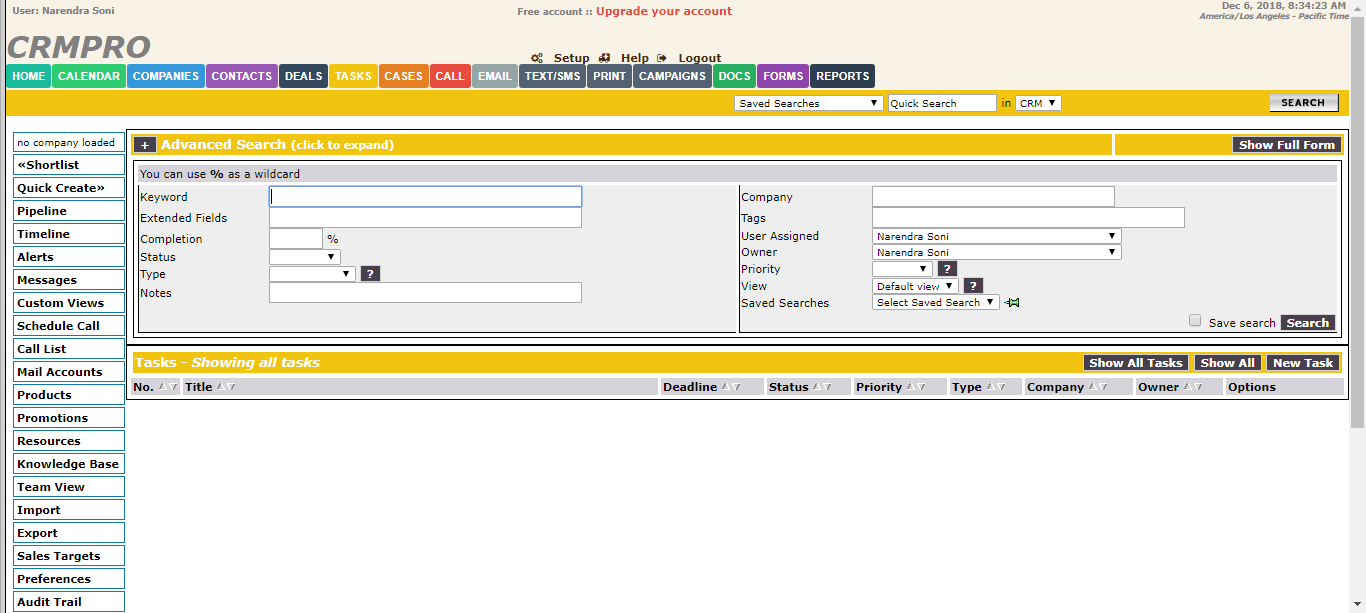 User: Narendra Soni
Free account :: Upgrade your account
Dec 6, 2018, 8:34:23 AM
America/Los Angeles - Pacific Time
CRMPRO
Setup Help Logout
HOME CALENDAR COMPANIES CONTACTS DEALS TASKS CASES CALL EMAIL TEXT/SMS PRINT CAMPAIGNS DOCS FORMS REPORTS
Saved Searches Quick Search in CRM SEARCH
no company loaded
«Shortlist
Quick Create»
Pipeline
Timeline
Alerts
Messages
Custom Views
Schedule Call
Call List
Mail Accounts
Products
Promotions
Resources
Knowledge Base
Team View
Import
Export
Sales Targets
Preferences
Audit Trail
+ Advanced Search (click to expand) Show Full Form
You can use % as a wildcard
Keyword
Extended Fields
Completion %
Status
Type ?
Notes
Company
Tags
User Assigned Narendra Soni
Owner Narendra Soni
Priority ?
View Default view ?
Saved Searches Select Saved Search
Save search Search
Tasks - Showing all tasks Show All Tasks Show All New Task
No. Title Deadline Status Priority Type Company Owner Options